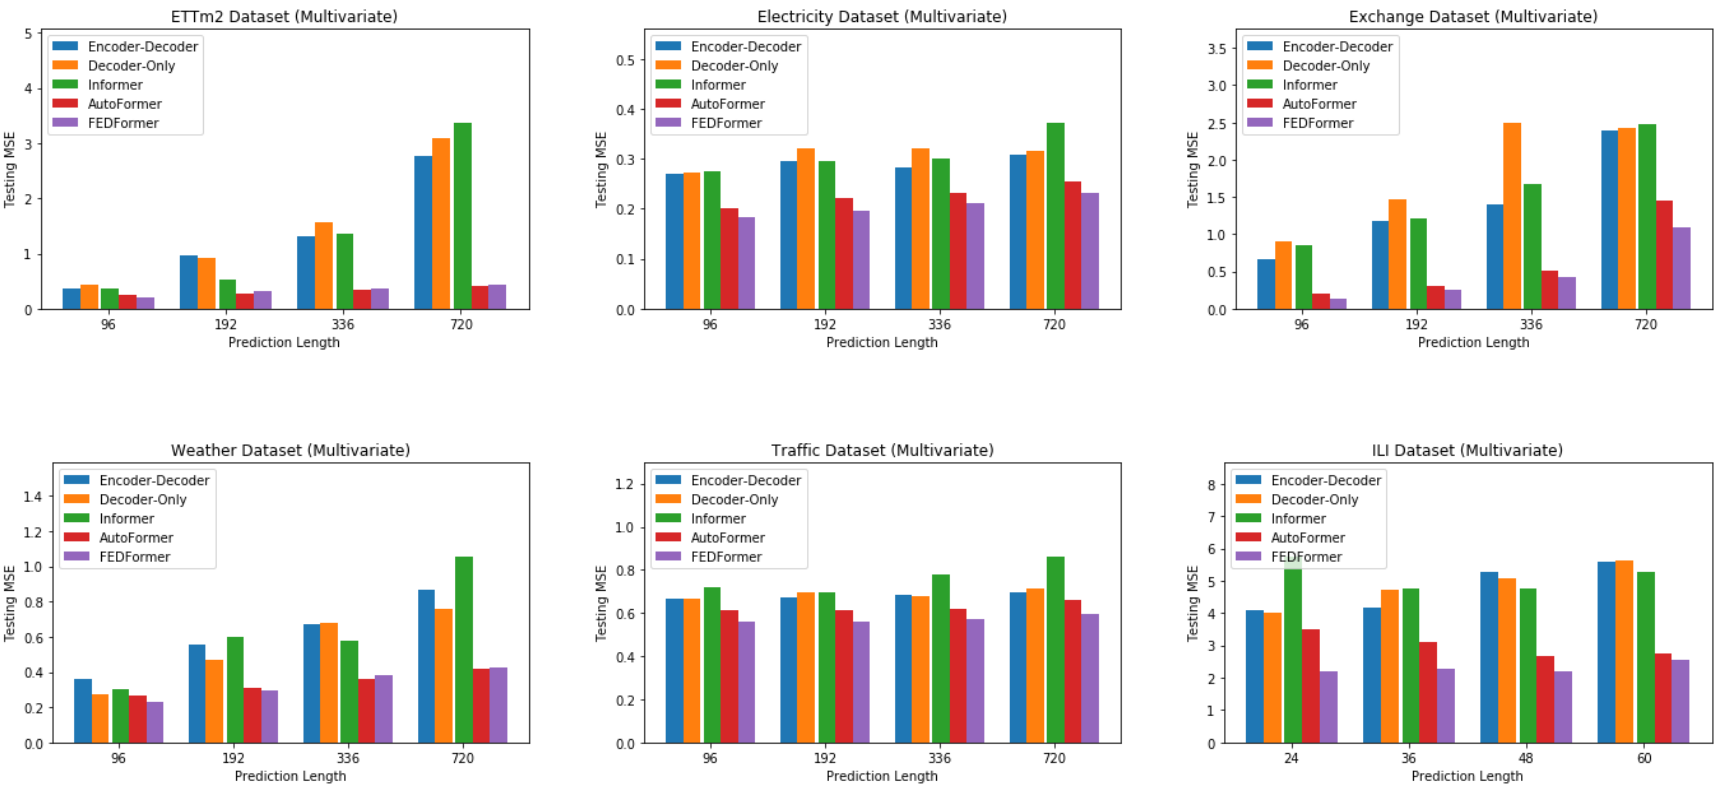 ETTm2 Dataset (Multivariate)
5
4
3
2
1
0
Testing MSE
Encoder-Decoder
Decoder-Only
Informer
AutoFormer
FEDFormer
96 192 336 720
Prediction Length
Electricity Dataset (Multivariate)
0.5
0.4
0.3
0.2
0.1
0.0
Testing MSE
Encoder-Decoder
Decoder-Only
Informer
AutoFormer
FEDFormer
96 192 336 720
Prediction Length
Exchange Dataset (Multivariate)
3.5
3.0
2.5
2.0
1.5
1.0
0.5
0.0
Testing MSE
Encoder-Decoder
Decoder-Only
Informer
AutoFormer
FEDFormer
96 192 336 720
Prediction Length
Weather Dataset (Multivariate)
1.4
1.2
1.0
0.8
0.6
0.4
0.2
0.0
Testing MSE
Encoder-Decoder
Decoder-Only
Informer
AutoFormer
FEDFormer
96 192 336 720
Prediction Length
Traffic Dataset (Multivariate)
1.2
1.0
0.8
0.6
0.4
0.2
0.0
Testing MSE
Encoder-Decoder
Decoder-Only
Informer
AutoFormer
FEDFormer
96 192 336 720
Prediction Length
ILI Dataset (Multivariate)
8
7
6
5
4
3
2
1
0
Testing MSE
Encoder-Decoder
Decoder-Only
Informer
AutoFormer
FEDFormer
24 36 48 60
Prediction Length